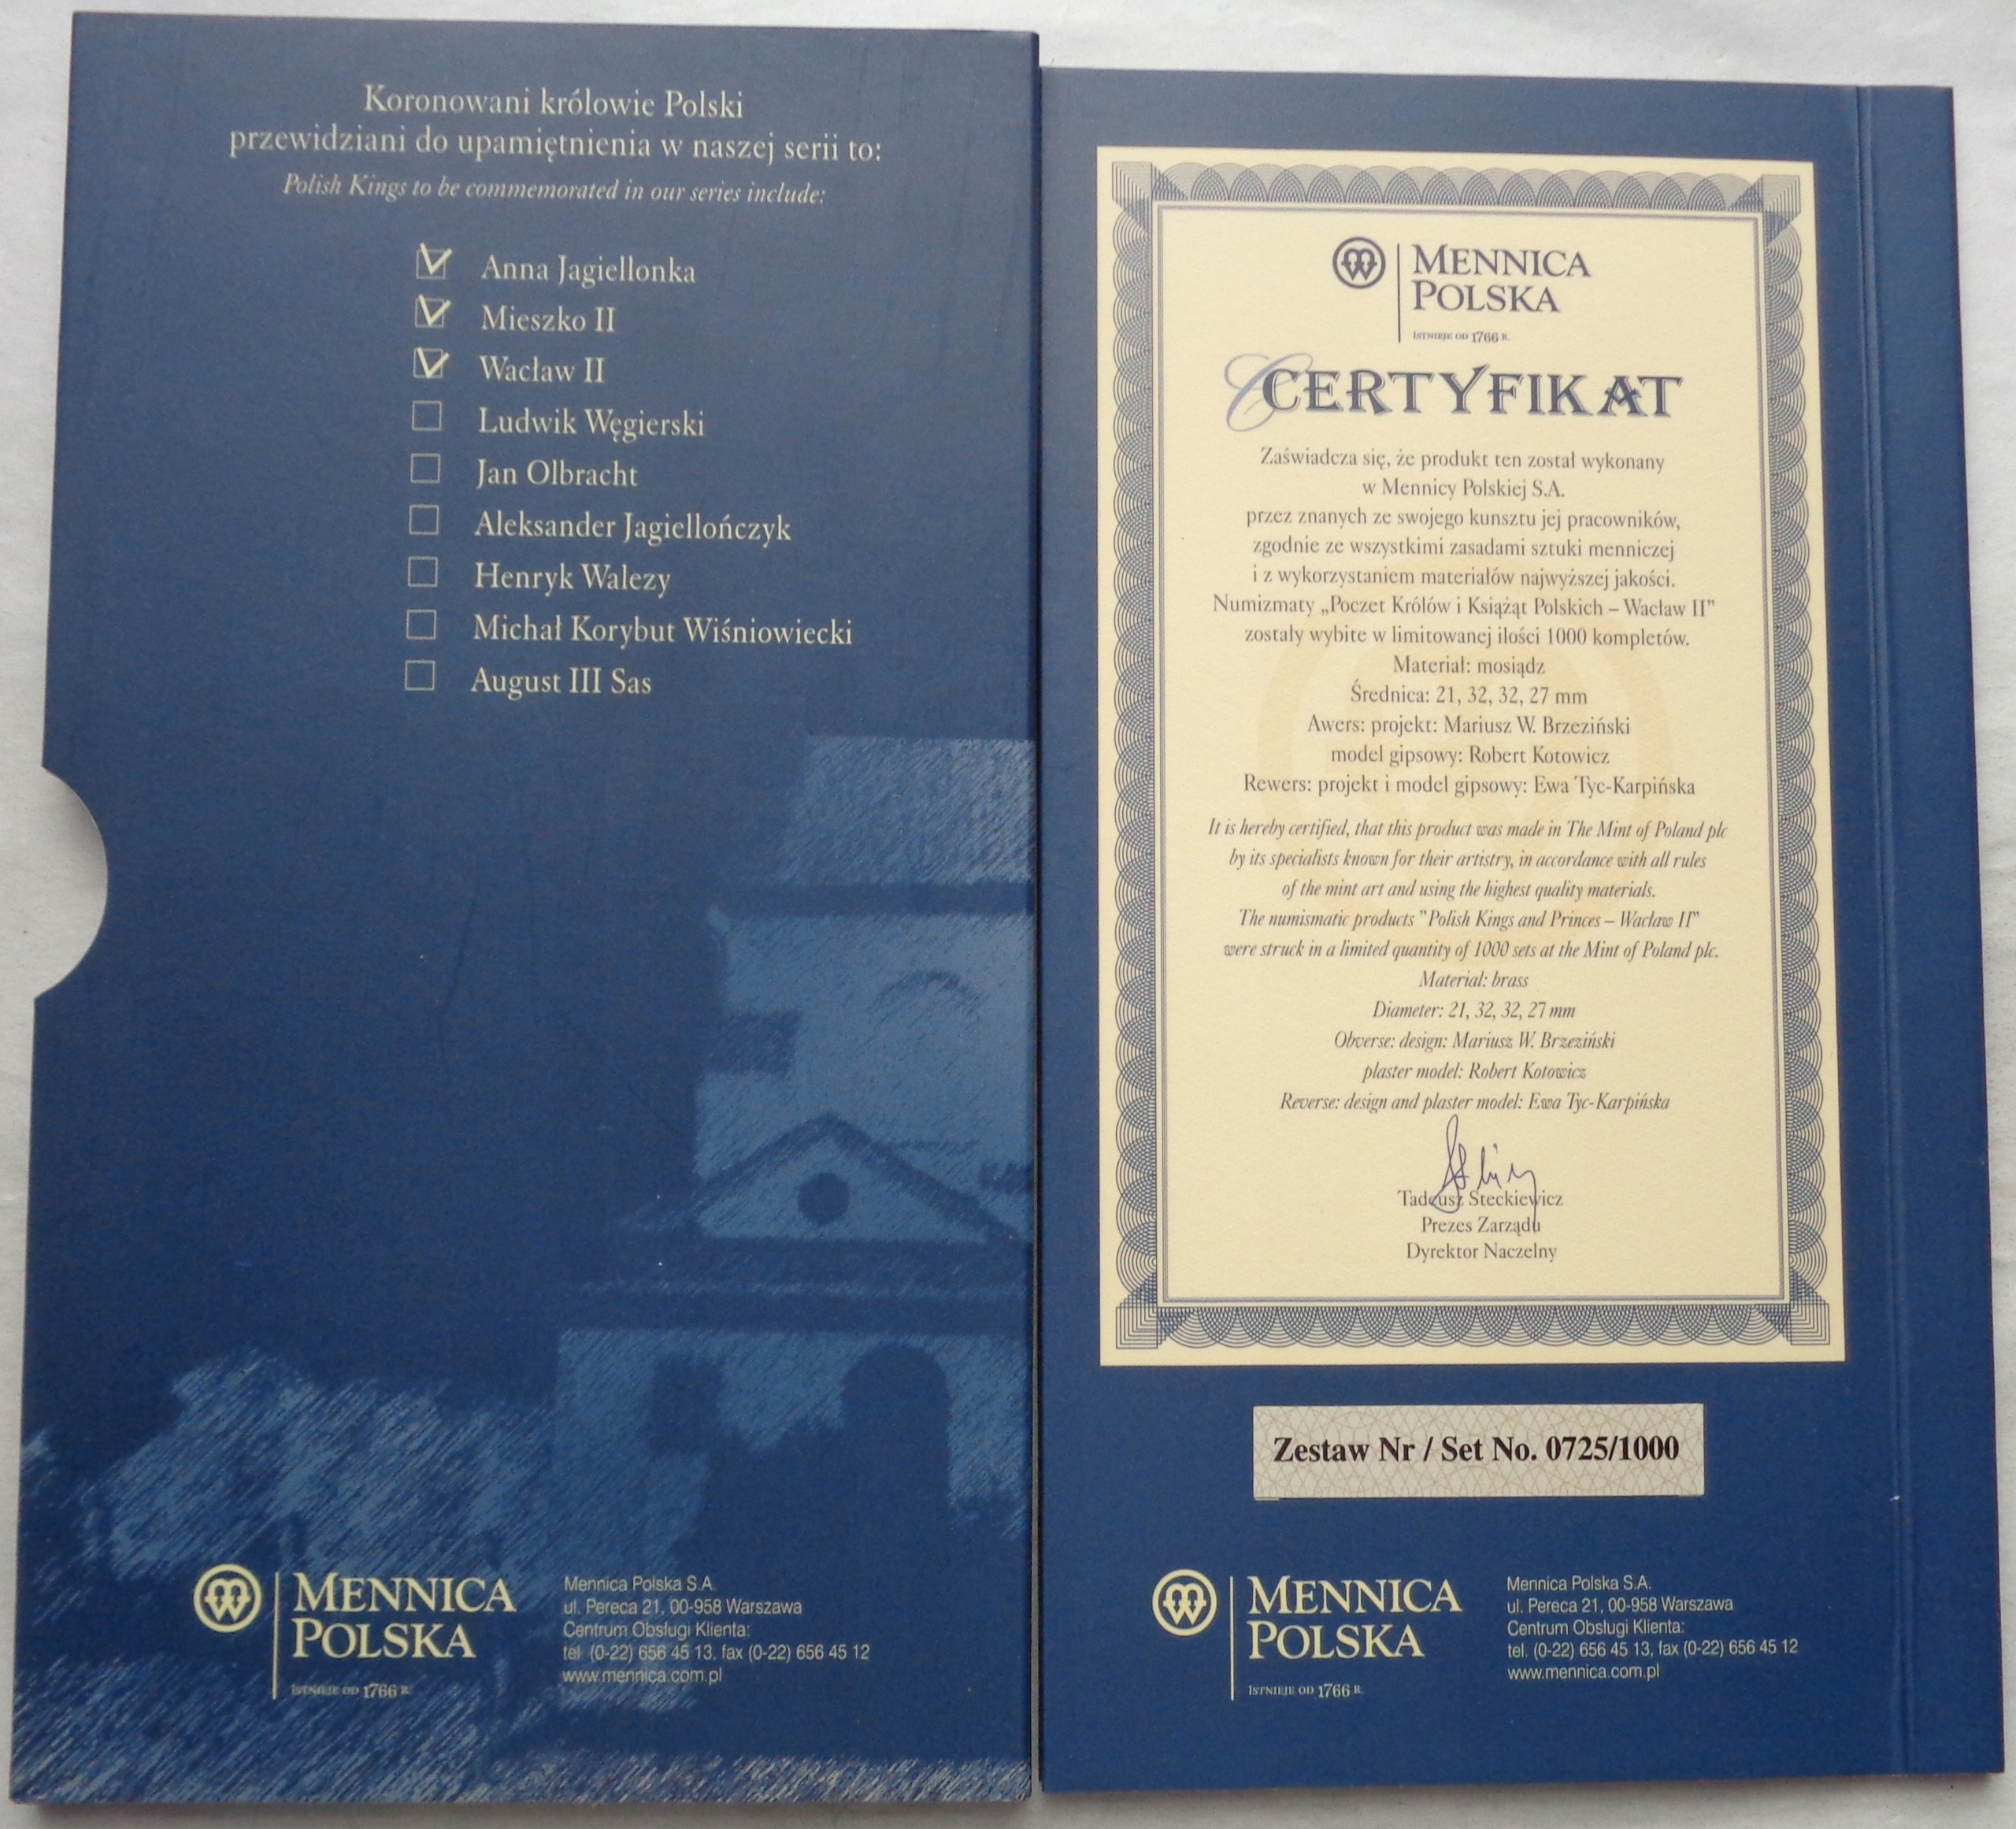 Koronowani królowie Polski
przewidziani do upamiętnienia w naszej serii to:
Polish Kings to be commemorated in our series include:
Anna Jagiellonka
Mieszko II
Wacław II
Ludwik Węgierski
Jan Olbracht
Aleksander Jagiellończyk
Henryk Walezy
Michał Korybut Wiśniowiecki
August III Sas
MENNICA
POLSKA
ISTNIEJE OD 1766 R.
Mennica Polska S.A.
ul. Pereca 21, 00-958 Warszawa
Centrum Obsługi Klienta:
tel. (0-22) 656 45 13, fax (0-22) 656 45 12
www.mennica.com.pl
MENNICA
POLSKA
ISTNIEJE OD 1766 R.
CERTYFIKAT
Zaświadcza się, że produkt ten został wykonany
w Mennicy Polskiej S.A.
przez znanych ze swojego kunsztu jej pracowników,
zgodnie ze wszystkimi zasadami sztuki menniczej
i z wykorzystaniem materiałów najwyższej jakości.
Numizmaty „Poczet Królów i Książąt Polskich – Wacław II”
zostały wybite w limitowanej ilości 1000 kompletów.
Materiał: mosiądz
Średnica: 21, 32, 32, 27 mm
Awers: projekt: Mariusz W. Brzeziński
model gipsowy: Robert Kotowicz
Rewers: projekt i model gipsowy: Ewa Tyc-Karpińska
It is hereby certified, that this product was made in The Mint of Poland plc
by its specialists known for their artistry, in accordance with all rules
of the mint art and using the highest quality materials.
The numismatic products ”Polish Kings and Princes – Wacław II”
were struck in a limited quantity of 1000 sets at the Mint of Poland plc.
Material: brass
Diameter: 21, 32, 32, 27 mm
Obverse: design: Mariusz W. Brzeziński
plaster model: Robert Kotowicz
Reverse: design and plaster model: Ewa Tyc-Karpińska
Tadeusz Steckiewicz
Prezes Zarządu
Dyrektor Naczelny
Zestaw Nr / Set No. 0725/1000
MENNICA
POLSKA
ISTNIEJE OD 1766 R.
Mennica Polska S.A.
ul. Pereca 21, 00-958 Warszawa
Centrum Obsługi Klienta:
tel. (0-22) 656 45 13, fax (0-22) 656 45 12
www.mennica.com.pl